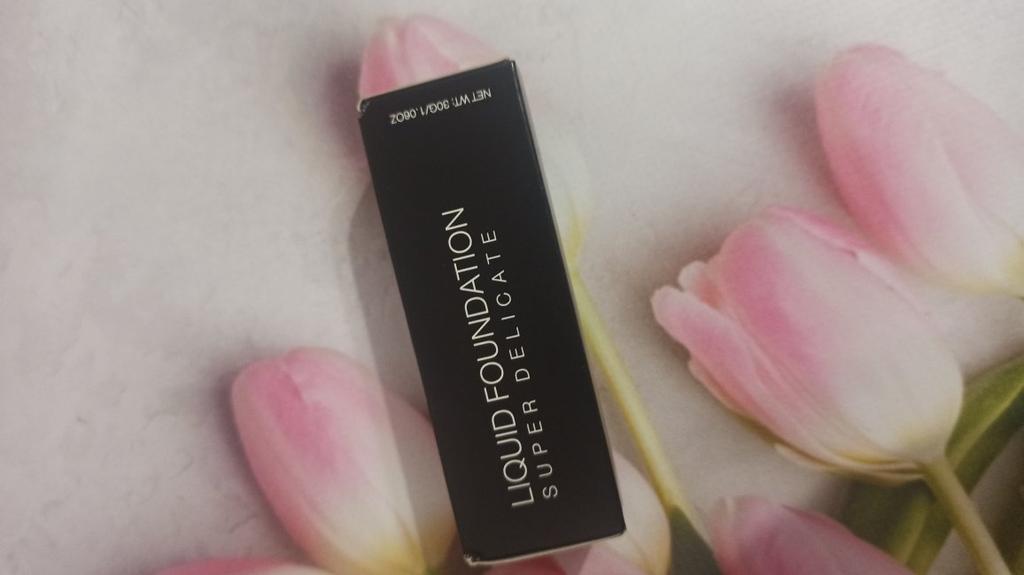 LIQUID FOUNDATION
SUPER DELICATE
NET WT: 30G/1.06OZ